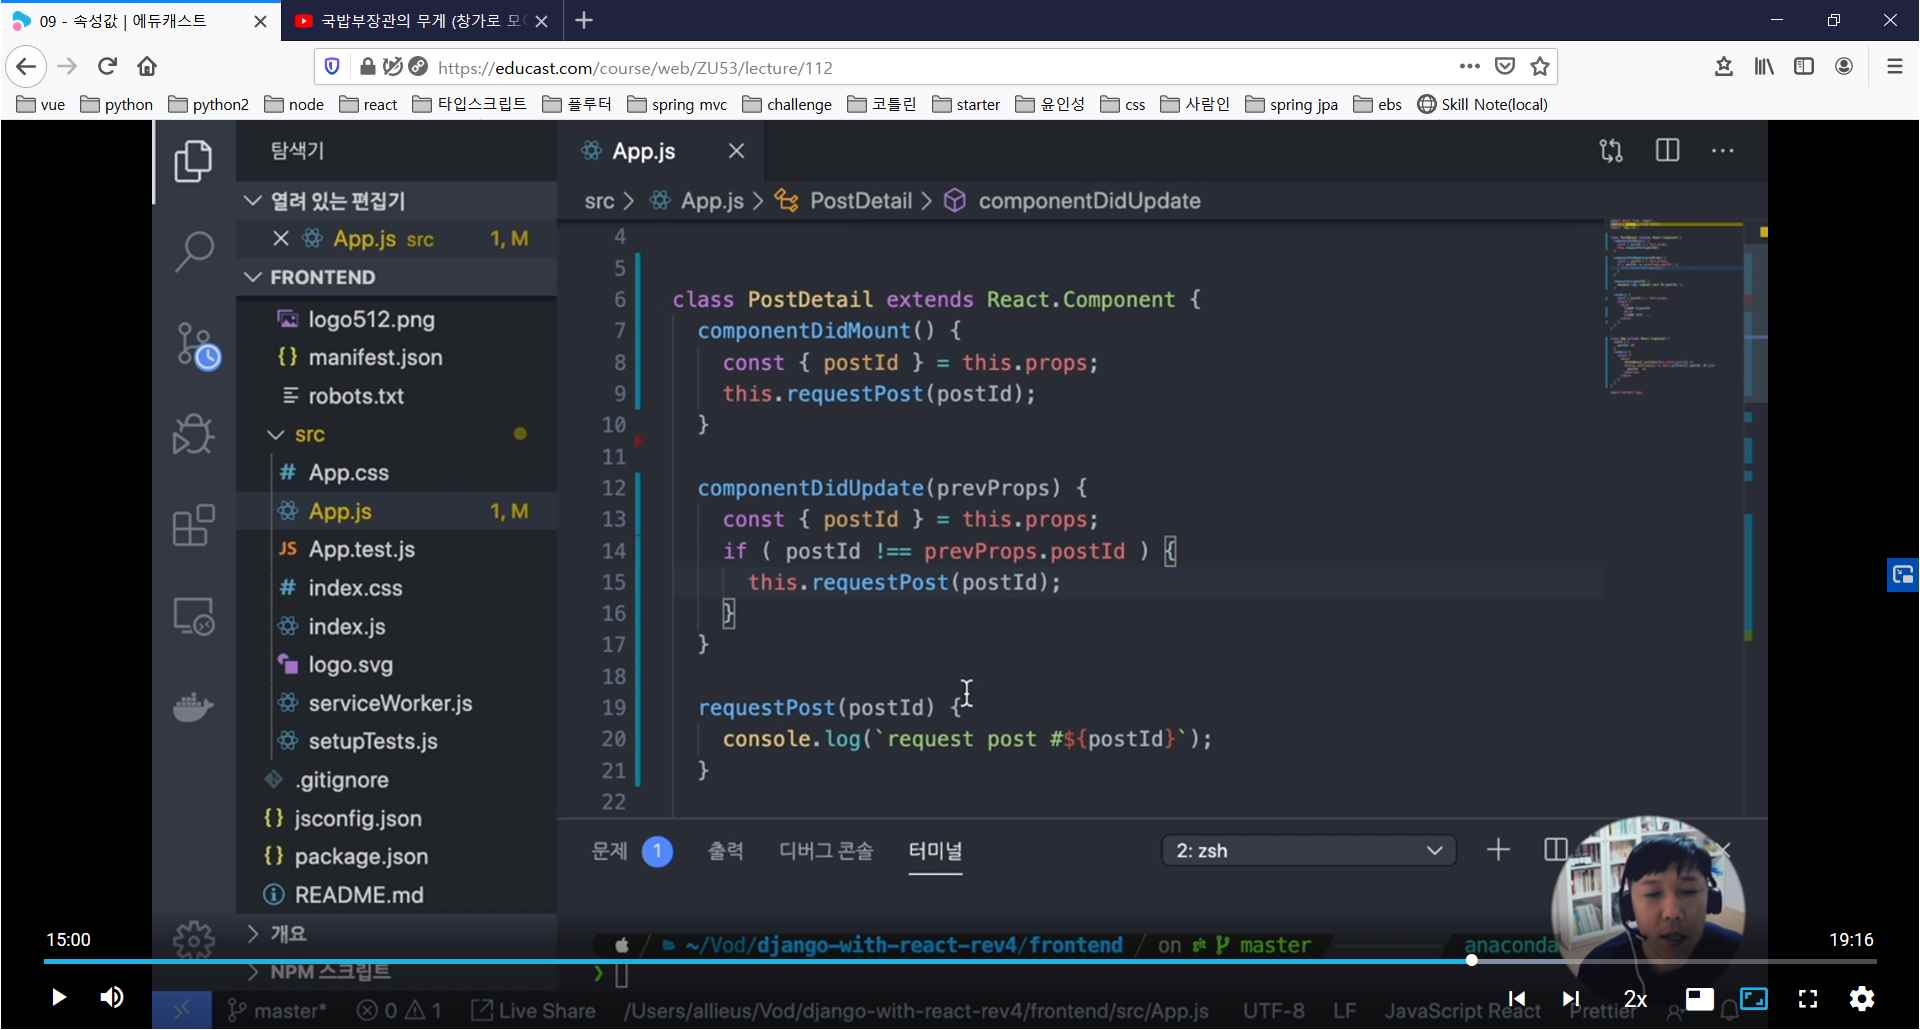 09 - 속성값 | 에듀캐스트
국밥부장관의 무게 (창가로 모
https://educast.com/course/web/ZU53/lecture/112
vue python python2 node react 타입스크립트 플루터 spring mvc challenge 코틀린 starter 윤인성 css 사람인 spring jpa ebs Skill Note(local)
탐색기
열려 있는 편집기
App.js src 1, M
FRONTEND
logo512.png
{} manifest.json
robots.txt
src
# App.css
App.js 1, M
JS App.test.js
# index.css
index.js
logo.svg
serviceWorker.js
setupTests.js
.gitignore
{} jsconfig.json
{} package.json
README.md
개요
NPM 스크립트
App.js
src > App.js > PostDetail > componentDidUpdate
4
5
6 class PostDetail extends React.Component {
7 componentDidMount() {
8 const { postId } = this.props;
9 this.requestPost(postId);
10 }
11
12 componentDidUpdate(prevProps) {
13 const { postId } = this.props;
14 if ( postId !== prevProps.postId ) {
15 this.requestPost(postId);
16 }
17 }
18
19 requestPost(postId) {
20 console.log(`request post #${postId}`);
21 }
22
문제 1 출력 디버그 콘솔 터미널 2: zsh
~/Vod/django-with-react-rev4/frontend on master anaconda
15:00
19:16
2x
master* 0 1 Live Share /Users/allieus/Vod/django-with-react-rev4/frontend/src/App.js UTF-8 LF JavaScript React Prettier